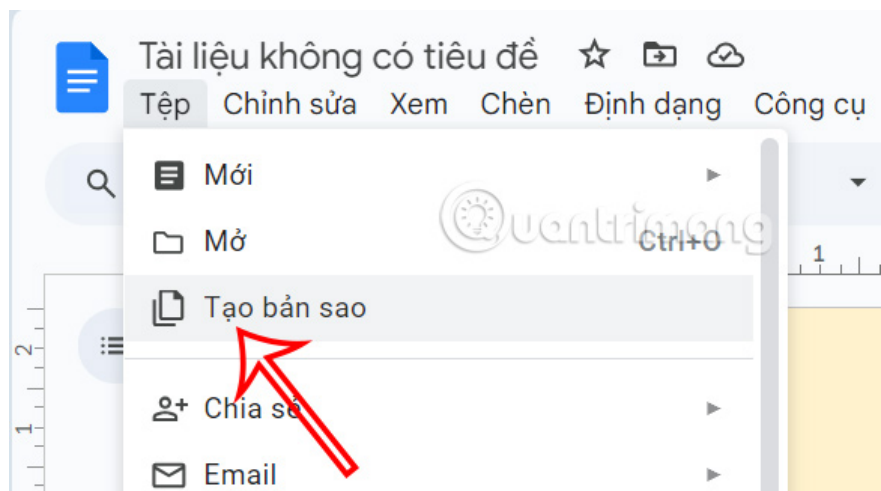 Tài liệu không có tiêu đề
Tệp Chỉnh sửa Xem Chèn Định dạng Công cụ
Mới
Mở Ctrl+O
Quantrimang
1
Tạo bản sao
2
Chia sẻ
1
Email